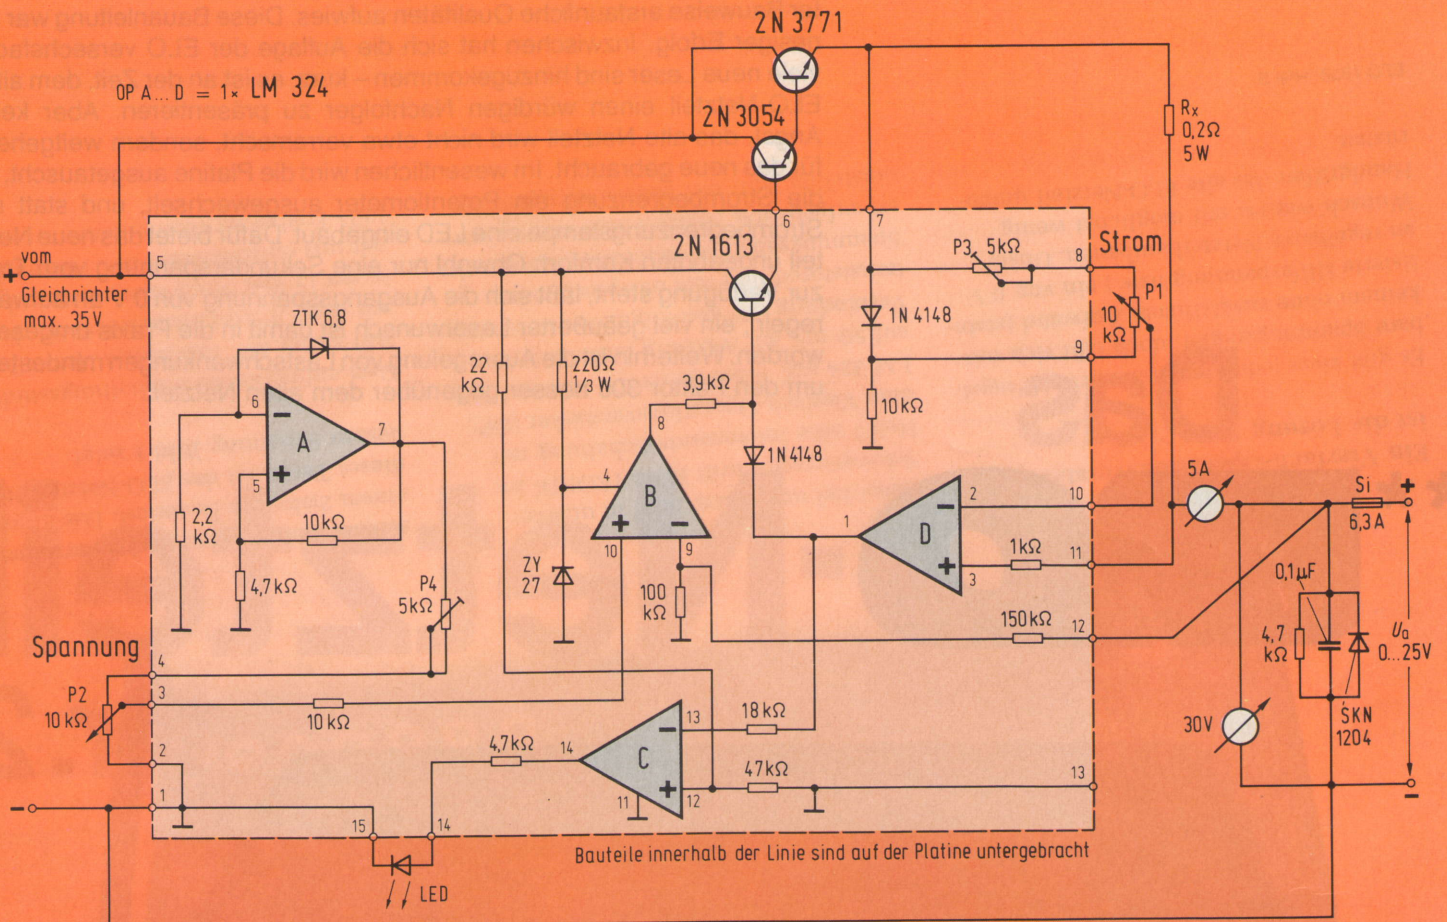 2N 3771
OP A...D = 1× LM 324
2N 3054
Rx
0,2Ω
5W
6
7
2N 1613
P3 5kΩ
Strom
8
+ vom
Gleichrichter
max. 35V
5
P1
10
kΩ
1N 4148
9
ZTK 6,8
22
kΩ
220Ω
1/3 W
3,9kΩ
10kΩ
6
−
A
7
+
5
8
1N 4148
4
B
+
−
10
9
2
−
D
1
+
3
10
5A
Si
6,3A
+
2,2
kΩ
10kΩ
4,7kΩ
P4
5kΩ
ZY
27
100
kΩ
1kΩ
11
0,1µF
150kΩ
12
4,7
kΩ
Ua
0...25V
Spannung
4
P2
10kΩ
3
10kΩ
18kΩ
13
−
C
14
4,7kΩ
+
12
11
47kΩ
13
30V
SKN
1204
2
1
−
−
15
14
LED
Bauteile innerhalb der Linie sind auf der Platine untergebracht